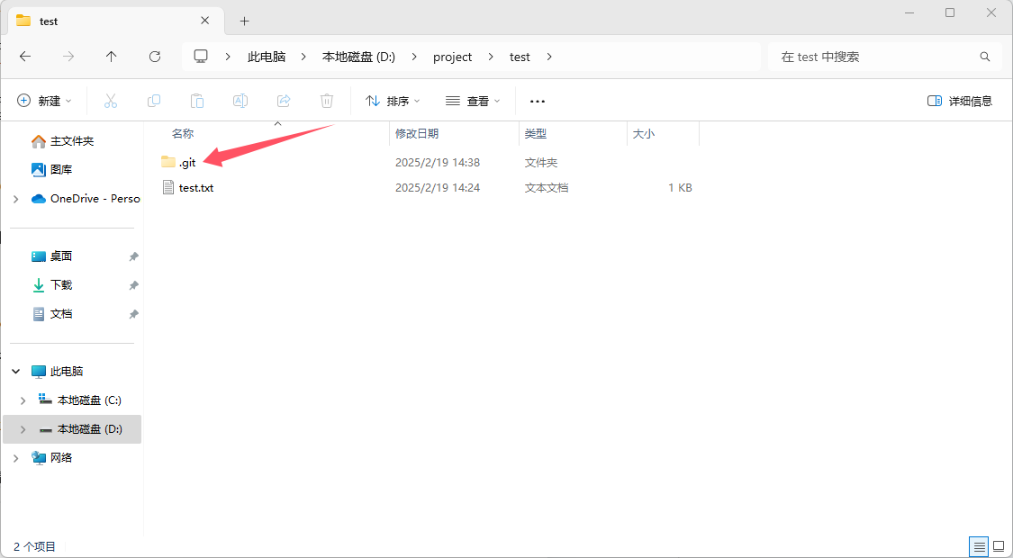 test
此电脑 本地磁盘 (D:) project test
在 test 中搜索
新建 排序 查看 详细信息
名称 修改日期 类型 大小
.git 2025/2/19 14:38 文件夹
test.txt 2025/2/19 14:24 文本文档 1 KB
主文件夹
图库
OneDrive - Perso
桌面
下载
文档
此电脑
本地磁盘 (C:)
本地磁盘 (D:)
网络
2 个项目